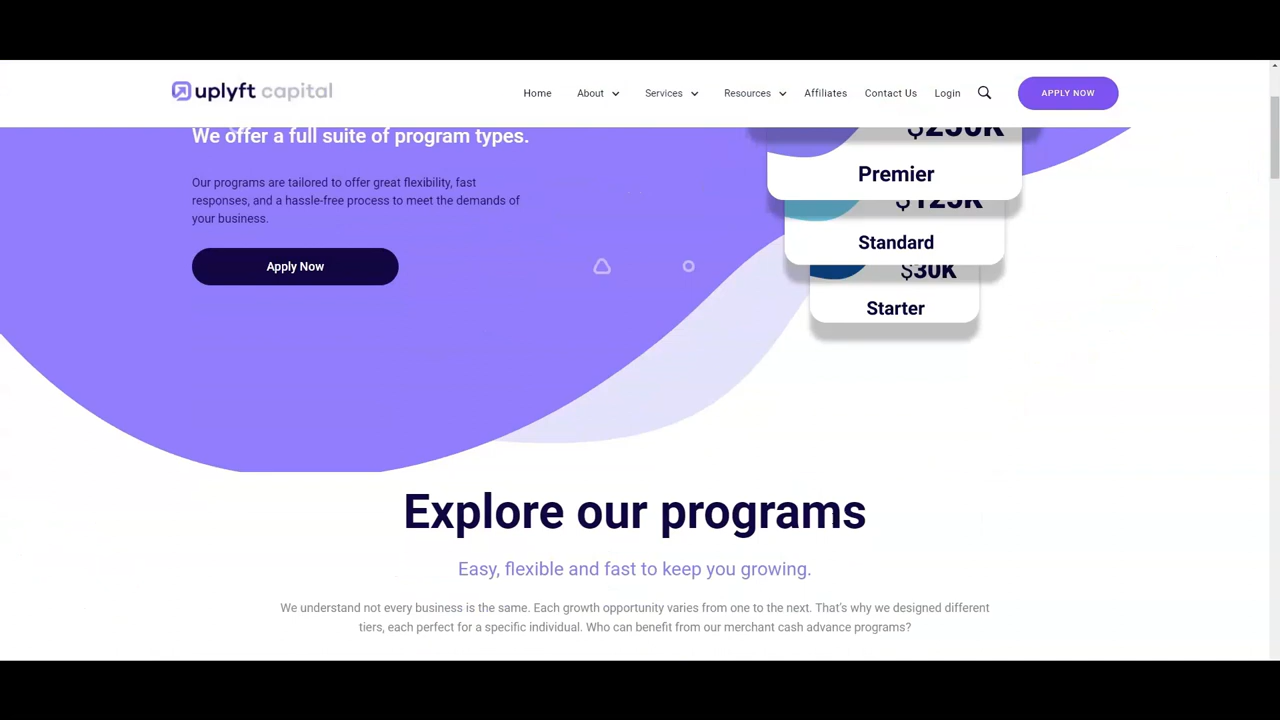 uplyft capital
Home About Services Resources Affiliates Contact Us Login APPLY NOW
We offer a full suite of program types.
Our programs are tailored to offer great flexibility, fast
responses, and a hassle-free process to meet the demands of
your business.
Apply Now
$250K
Premier
$125K
Standard
$30K
Starter
Explore our programs
Easy, flexible and fast to keep you growing.
We understand not every business is the same. Each growth opportunity varies from one to the next. That's why we designed different
tiers, each perfect for a specific individual. Who can benefit from our merchant cash advance programs?